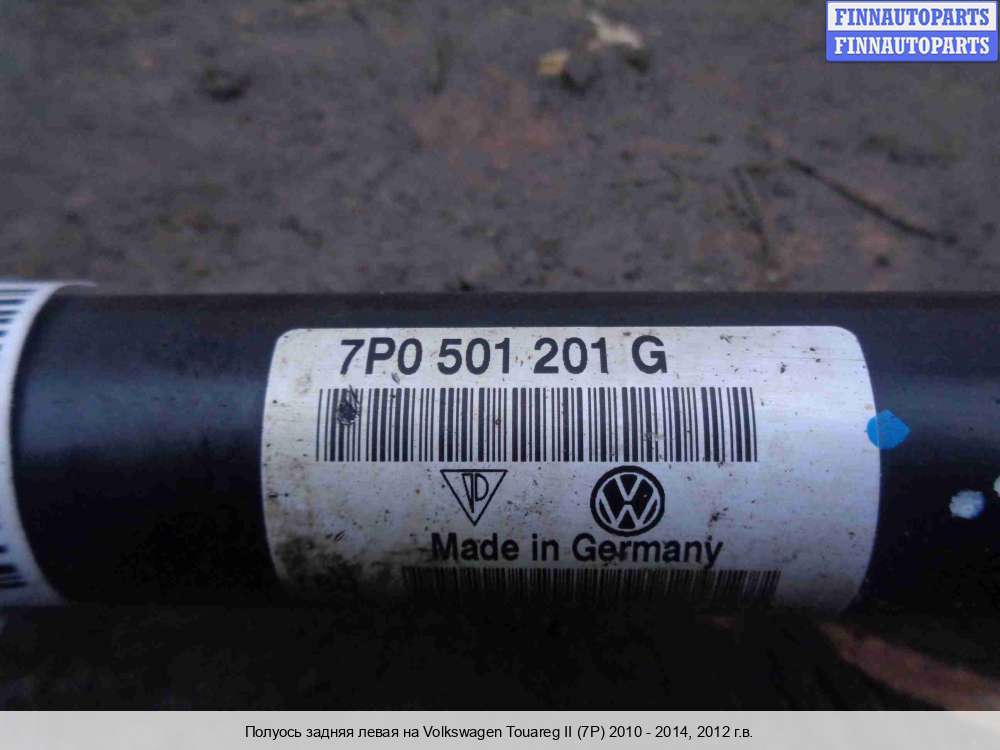 FINNAUTOPARTS
FINNAUTOPARTS
7P0 501 201 G
Made in Germany
Полуось задняя левая на Volkswagen Touareg II (7P) 2010 - 2014, 2012 г.в.